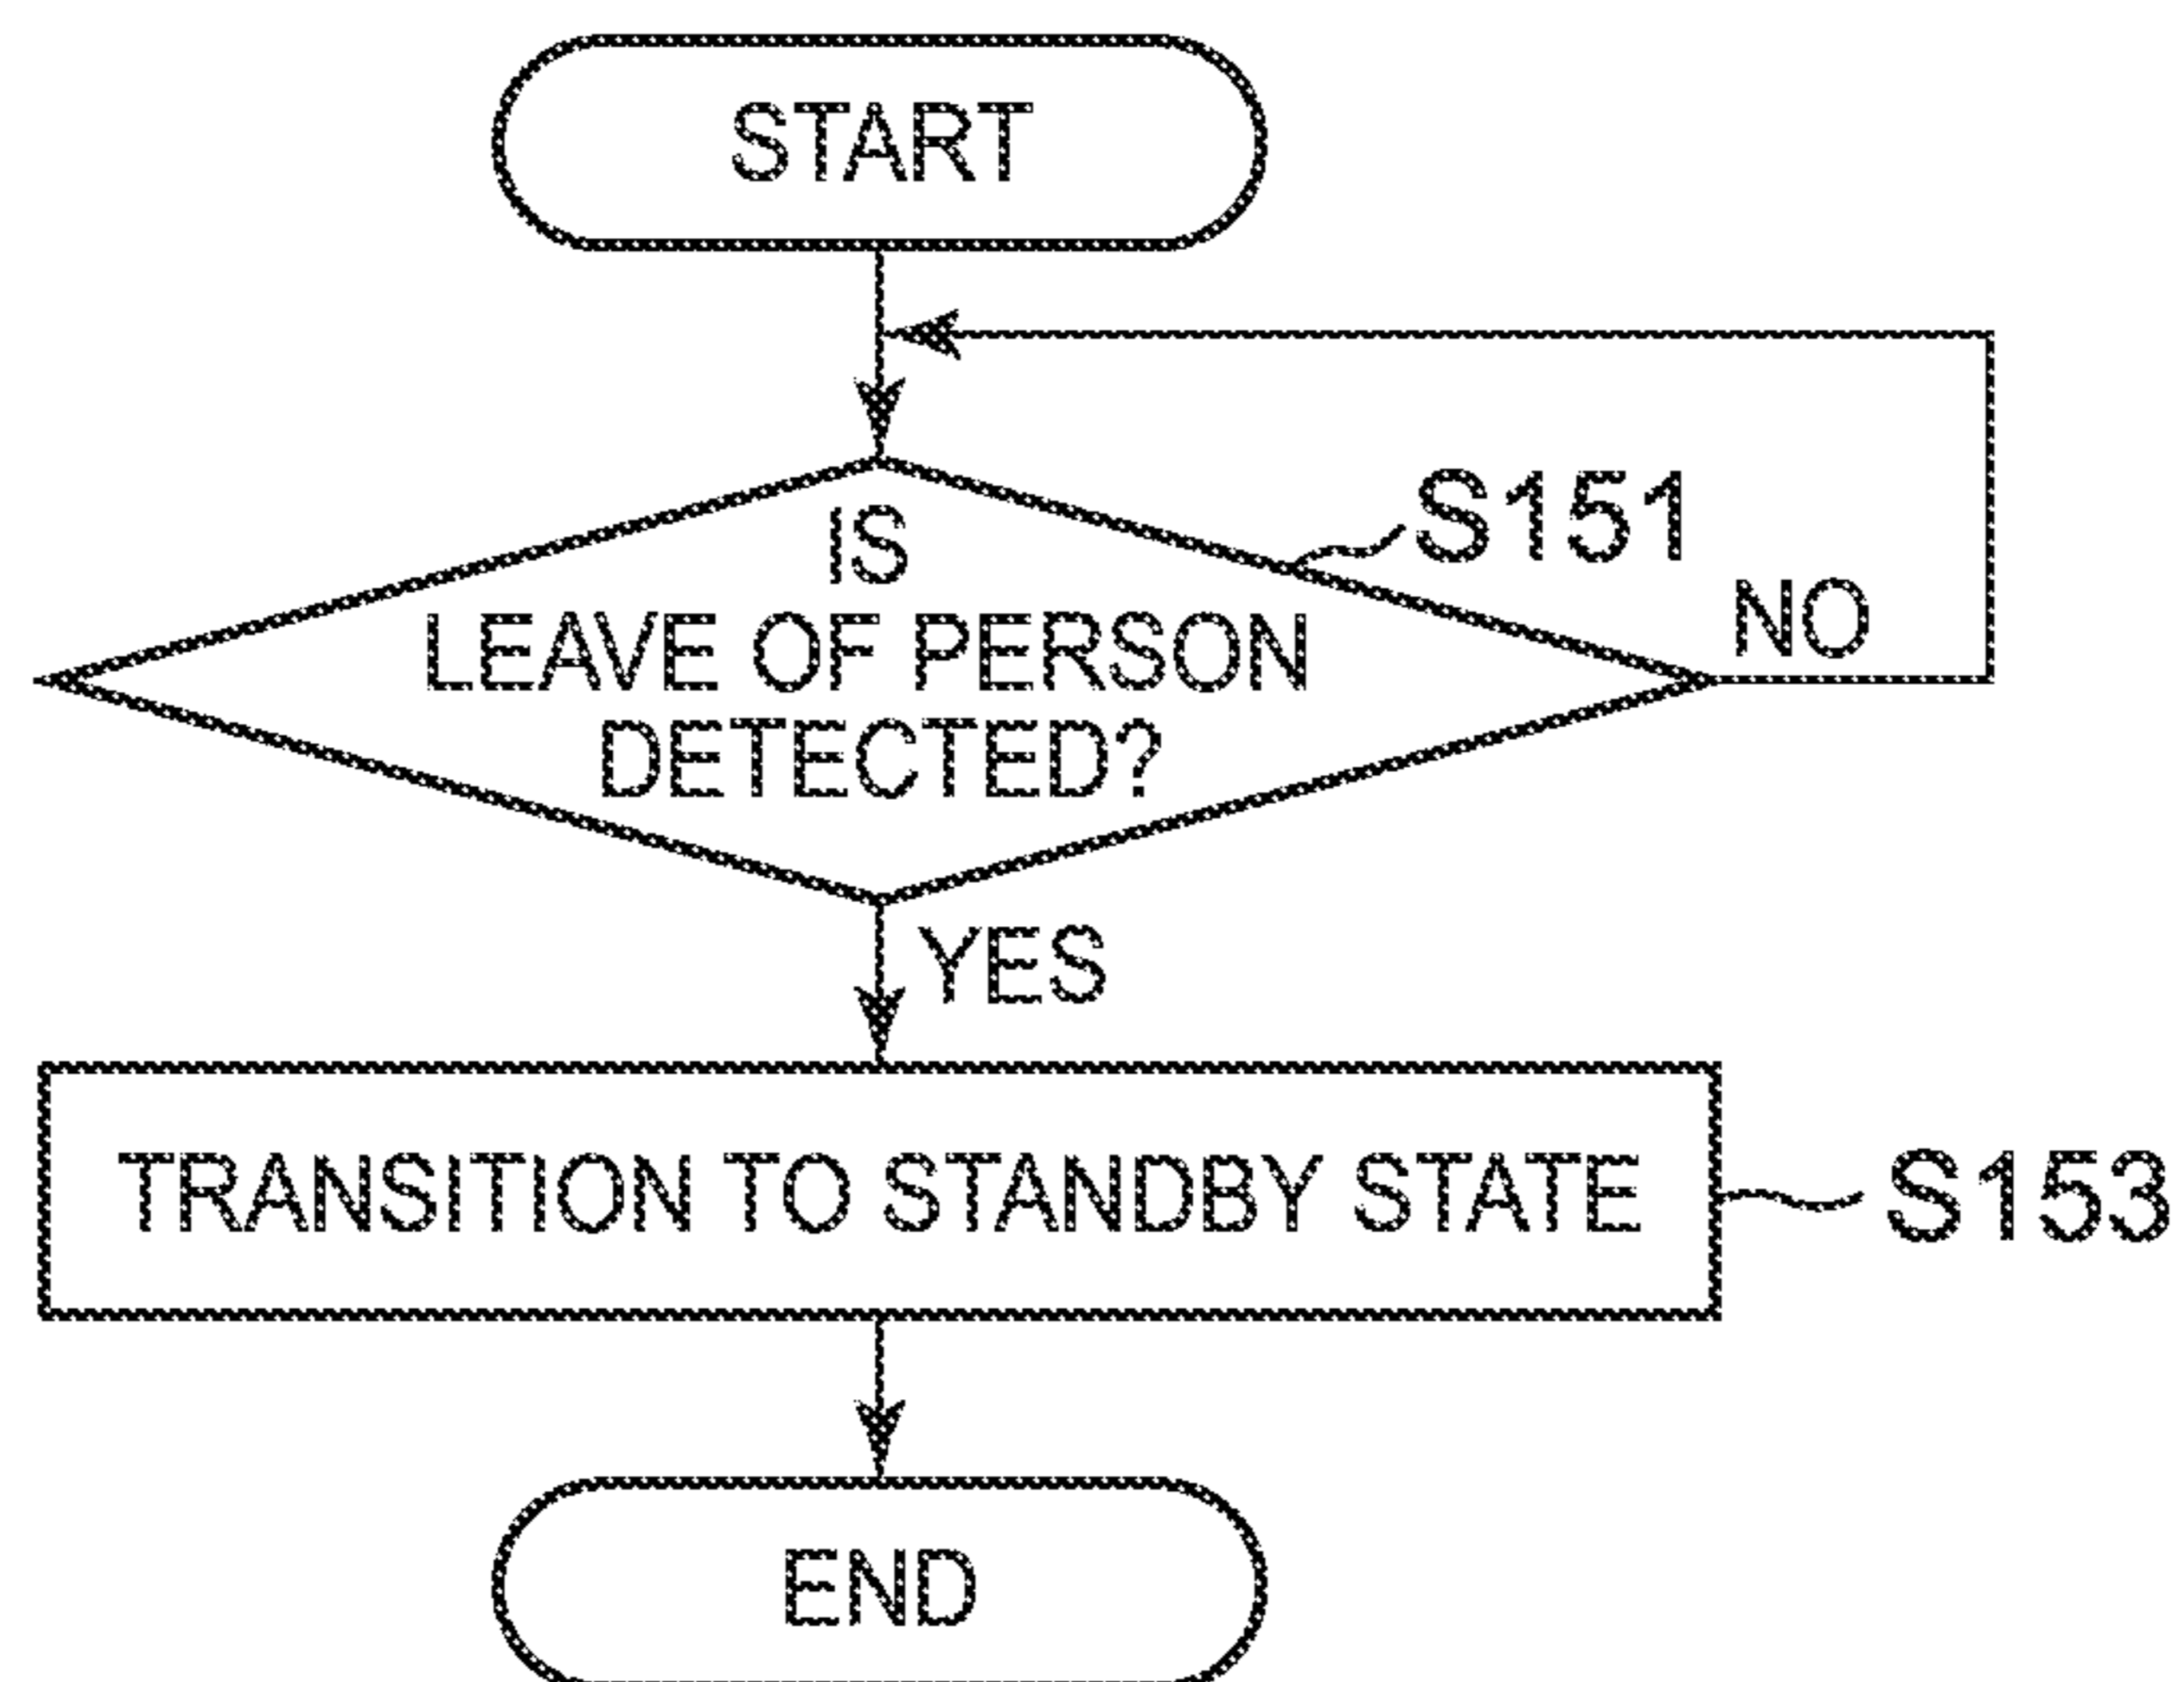 START
IS
LEAVE OF PERSON
DETECTED?
S151
NO
YES
TRANSITION TO STANDBY STATE
S153
END